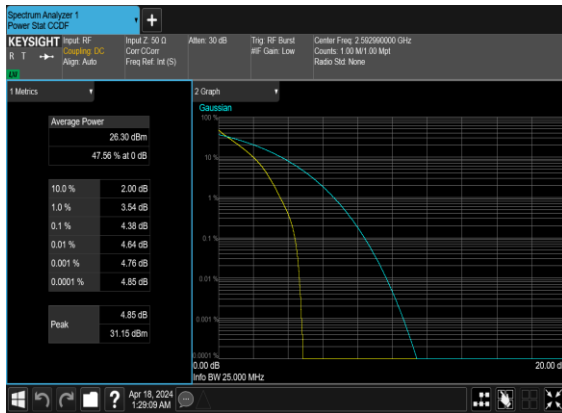 Spectrum Analyzer 1
Power Stat CCDF
+
KEYSIGHT
R T
LXI
Input: RF
Coupling: DC
Align: Auto
Input Z: 50 Ω
Corr CCorr
Freq Ref: Int (S)
Atten: 30 dB
Trig: RF Burst
#IF Gain: Low
Center Freq: 2.592990000 GHz
Counts: 1.00 M/1.00 Mpt
Radio Std: None
1 Metrics
Average Power
26.30 dBm
47.56 % at 0 dB
10.0 % 2.00 dB
1.0 % 3.54 dB
0.1 % 4.38 dB
0.01 % 4.64 dB
0.001 % 4.76 dB
0.0001 % 4.85 dB
Peak
4.85 dB
31.15 dBm
2 Graph
Gaussian
100 %
10 %
1 %
0.1 %
0.01 %
0.001 %
0.0001 %
0.00 dB
20.00 d
Info BW 25.000 MHz
?
Apr 18, 2024
1:29:09 AM